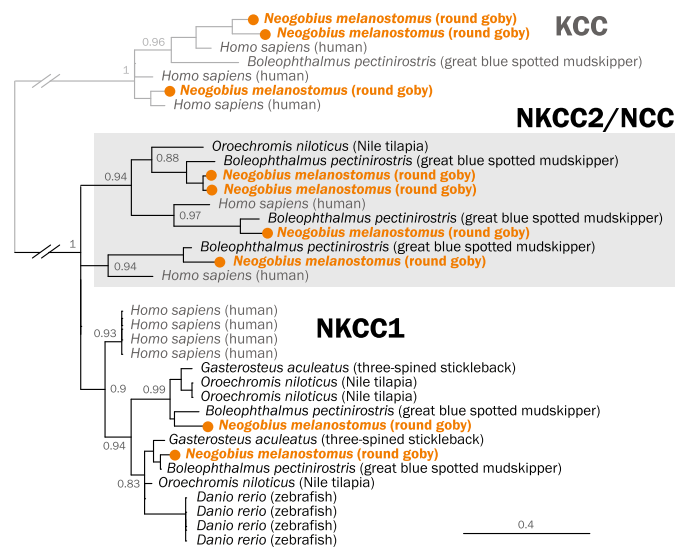 Neogobius melanostomus (round goby)
KCC
Neogobius melanostomus (round goby)
0.96
Homo sapiens (human)
Boleophthalmus pectinirostris (great blue spotted mudskipper)
1
Homo sapiens (human)
Neogobius melanostomus (round goby)
Homo sapiens (human)
NKCC2/NCC
Oroechromis niloticus (Nile tilapia)
0.88
Boleophthalmus pectinirostris (great blue spotted mudskipper)
0.94
Neogobius melanostomus (round goby)
Neogobius melanostomus (round goby)
Homo sapiens (human)
0.97
Boleophthalmus pectinirostris (great blue spotted mudskipper)
Neogobius melanostomus (round goby)
1
Boleophthalmus pectinirostris (great blue spotted mudskipper)
0.94
Neogobius melanostomus (round goby)
Homo sapiens (human)
Homo sapiens (human)
Homo sapiens (human)
NKCC1
0.93
Homo sapiens (human)
Homo sapiens (human)
Gasterosteus aculeatus (three-spined stickleback)
0.9
0.99
Oroechromis niloticus (Nile tilapia)
Oroechromis niloticus (Nile tilapia)
Boleophthalmus pectinirostris (great blue spotted mudskipper)
Neogobius melanostomus (round goby)
0.94
Gasterosteus aculeatus (three-spined stickleback)
Neogobius melanostomus (round goby)
Boleophthalmus pectinirostris (great blue spotted mudskipper)
0.83
Oroechromis niloticus (Nile tilapia)
Danio rerio (zebrafish)
Danio rerio (zebrafish)
Danio rerio (zebrafish)
Danio rerio (zebrafish)
0.4